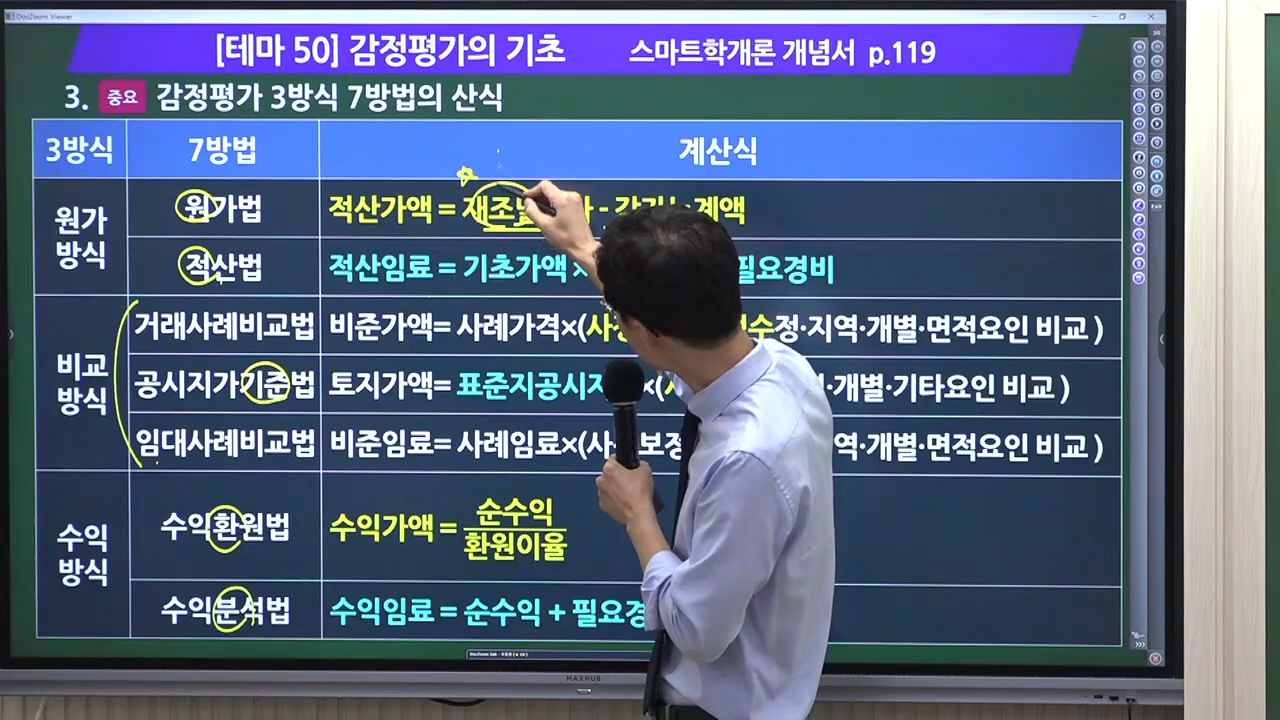 DocZoom Viewer
[테마 50] 감정평가의 기초 스마트학개론 개념서 p.119
3. 중요 감정평가 3방식 7방법의 산식
3방식 7방법 계산식
원가방식
원가법 적산가액 = 재조달 - 계액
적산법 적산임료 = 기초가액× 필요경비
비교방식
거래사례비교법 비준가액= 사례가격×(사 수정·지역·개별·면적요인 비교 )
공시지가기준법 토지가액= 표준지공시지 ×( ·개별·기타요인 비교 )
임대사례비교법 비준임료= 사례임료×(사 보정 역·개별·면적요인 비교 )
수익방식
수익환원법 수익가액 = 순수익
환원이율
수익분석법 수익임료 = 순수익 + 필요경
MAXHUB